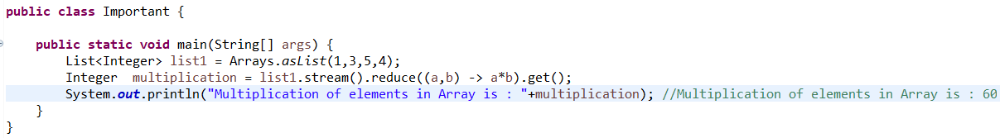 public class Important {
public static void main(String[] args) {
List<Integer> list1 = Arrays.asList(1,3,5,4);
Integer  multiplication = list1.stream().reduce((a,b) -> a*b).get();
System.out.println("Multiplication of elements in Array is : "+multiplication); //Multiplication of elements in Array is : 60
}
}